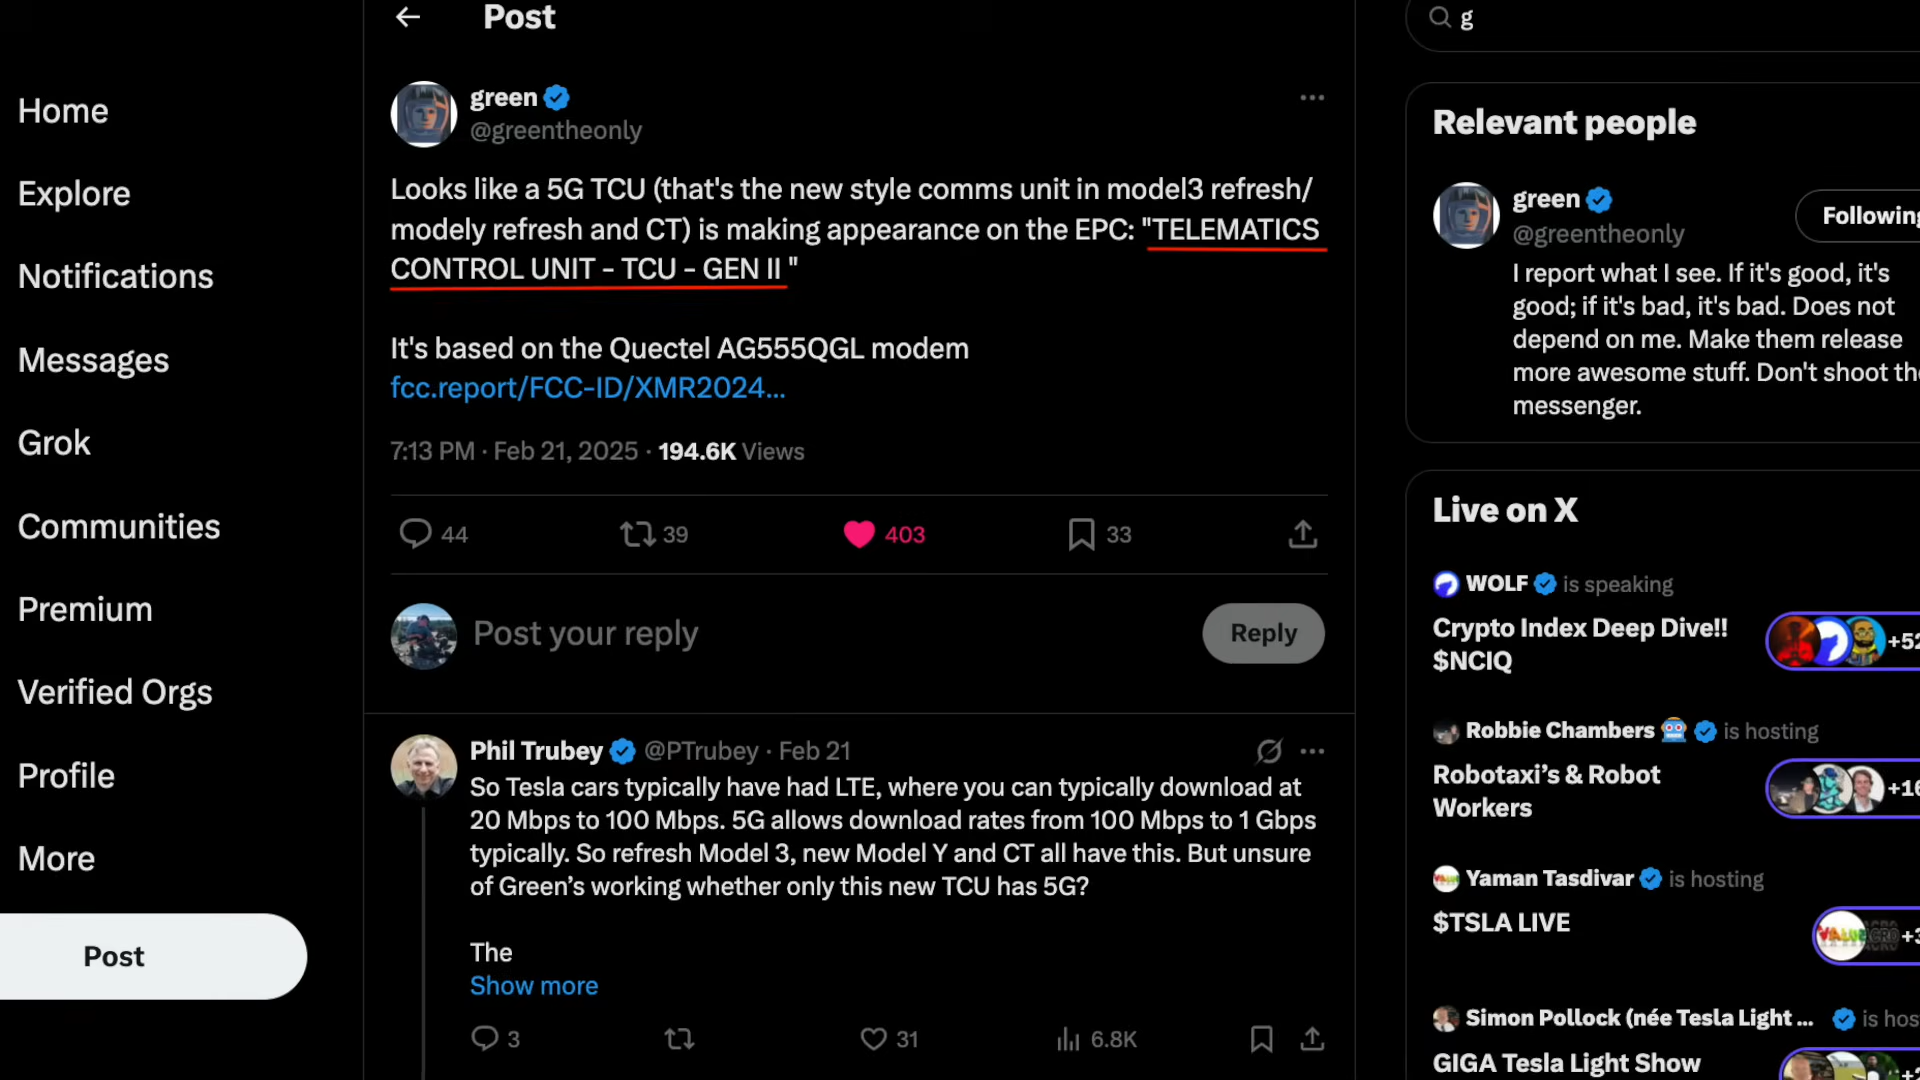 Post
g
Home
Explore
Notifications
Messages
Grok
Communities
Premium
Verified Orgs
Profile
More
Post
green
@greentheonly
Looks like a 5G TCU (that's the new style comms unit in model3 refresh/
modely refresh and CT) is making appearance on the EPC: "TELEMATICS
CONTROL UNIT - TCU - GEN II "
It's based on the Quectel AG555QGL modem
fcc.report/FCC-ID/XMR2024...
7:13 PM · Feb 21, 2025 · 194.6K Views
44 39 403 33
Post your reply
Reply
Phil Trubey @PTrubey · Feb 21
So Tesla cars typically have had LTE, where you can typically download at
20 Mbps to 100 Mbps. 5G allows download rates from 100 Mbps to 1 Gbps
typically. So refresh Model 3, new Model Y and CT all have this. But unsure
of Green's working whether only this new TCU has 5G?
The
Show more
3 31 6.8K
Relevant people
green
@greentheonly
Following
I report what I see. If it's good, it's
good; if it's bad, it's bad. Does not
depend on me. Make them release
more awesome stuff. Don't shoot the
messenger.
Live on X
WOLF is speaking
Crypto Index Deep Dive!!
$NCIQ
+52
Robbie Chambers is hosting
Robotaxi's & Robot
Workers
+16
Yaman Tasdivar is hosting
$TSLA LIVE
+3
Simon Pollock (née Tesla Light ... is hos
GIGA Tesla Light Show